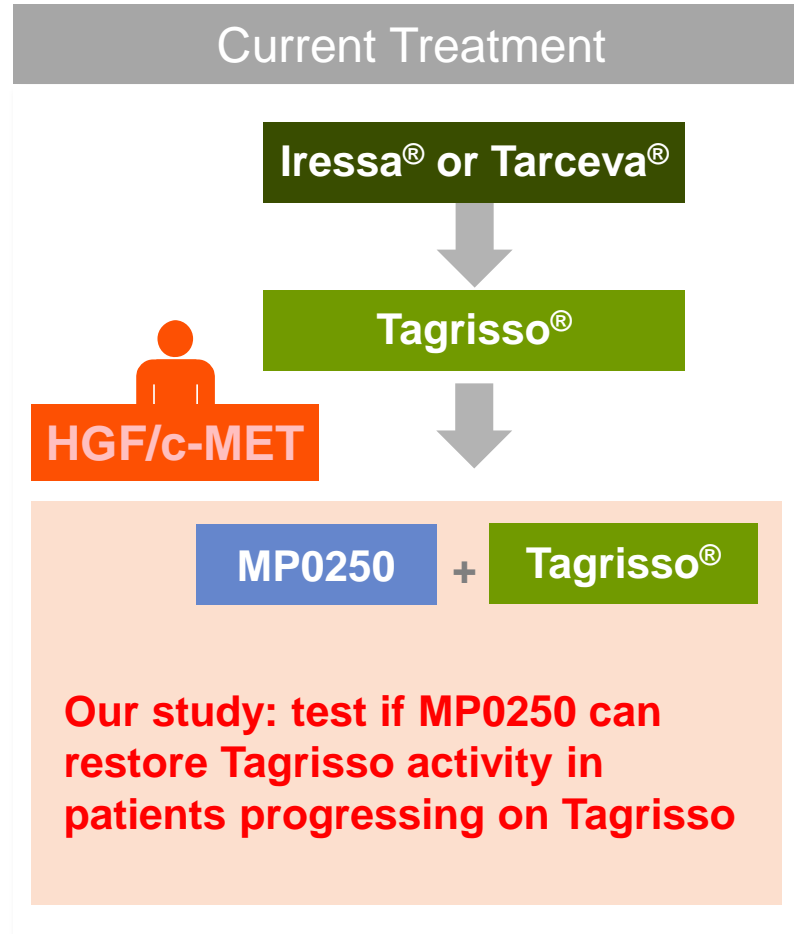 Current Treatment
Iressa® or Tarceva®
Tagrisso®
HGF/c-MET
MP0250 + Tagrisso®
Our study: test if MP0250 can
restore Tagrisso activity in
patients progressing on Tagrisso